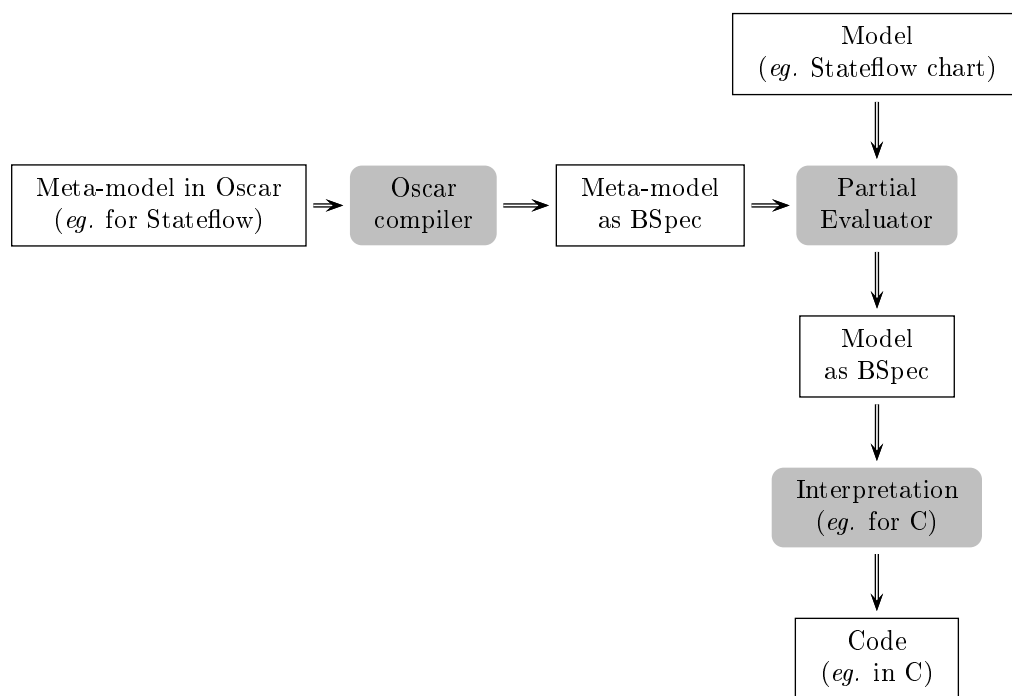 Model
(eg. Stateflow chart)
Meta-model in Oscar
(eg. for Stateflow)
Oscar
compiler
Meta-model
as BSpec
Partial
Evaluator
Model
as BSpec
Interpretation
(eg. for C)
Code
(eg. in C)